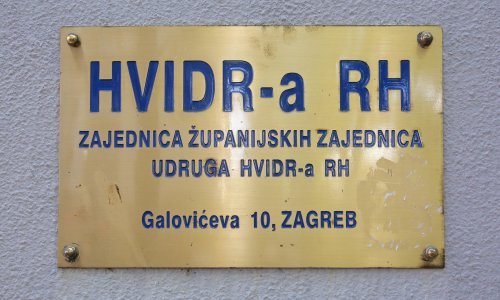 HVIDR-a RH
ZAJEDNICA ŽUPANIJSKIH ZAJEDNICA
UDRUGA HVIDR-a RH
Galovićeva 10, ZAGREB